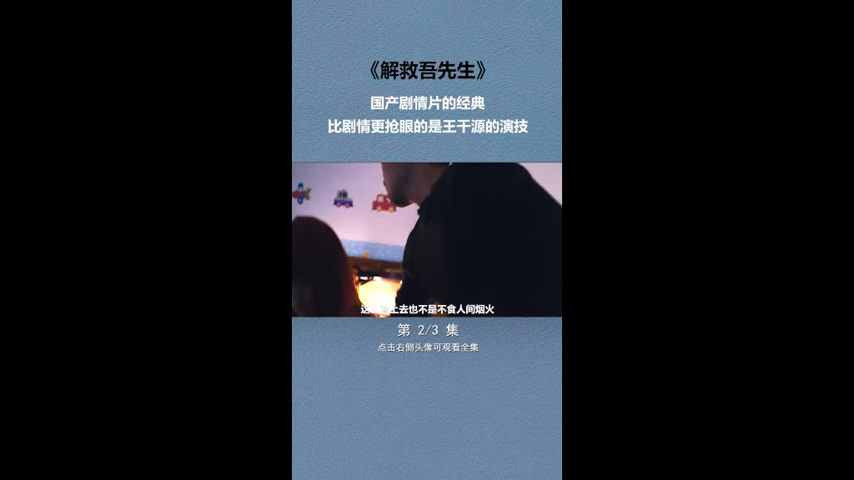 《解救吾先生》
国产剧情片的经典
比剧情更抢眼的是王千源的演技
上去也不是不食人间烟火
第 2/3 集
点击右侧头像可观看全集